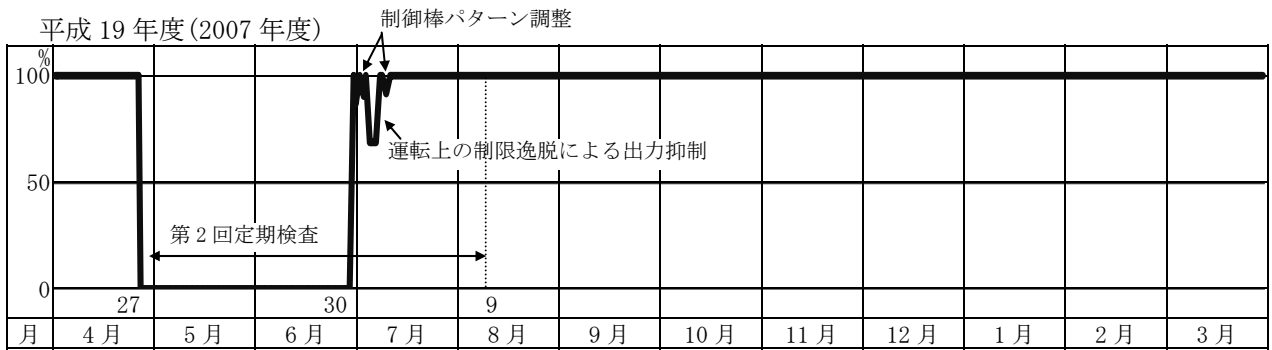 平成 19 年度(2007 年度)
制御棒パターン調整
%
100
運転上の制限逸脱による出力抑制
50
第 2 回定期検査
0
27 30 9
月 4 月 5 月 6 月 7 月 8 月 9 月 10 月 11 月 12 月 1 月 2 月 3 月